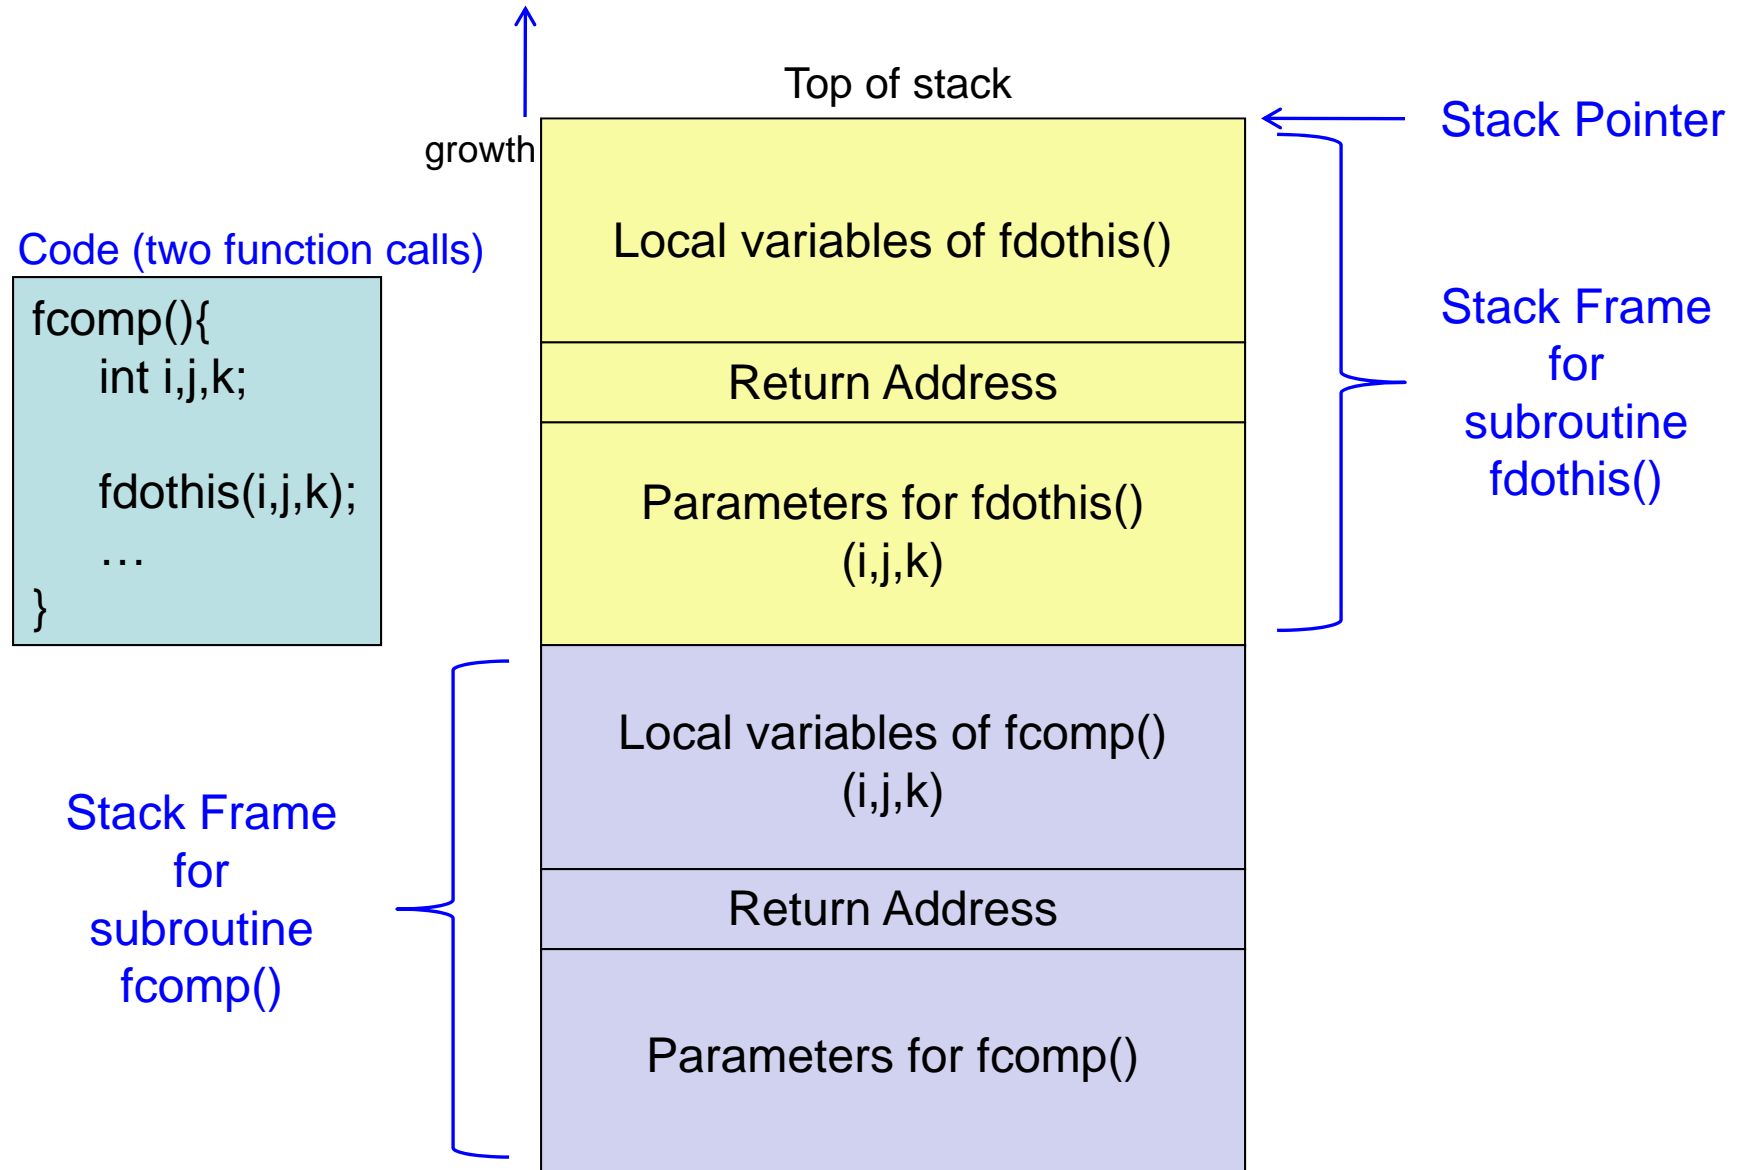 Top of stack
Stack Pointer
growth
Code (two function calls)
fcomp(){
int i,j,k;
fdothis(i,j,k);
…
}
Local variables of fdothis()
Return Address
Parameters for fdothis()
(i,j,k)
Stack Frame
for
subroutine
fdothis()
Local variables of fcomp()
(i,j,k)
Return Address
Parameters for fcomp()
Stack Frame
for
subroutine
fcomp()